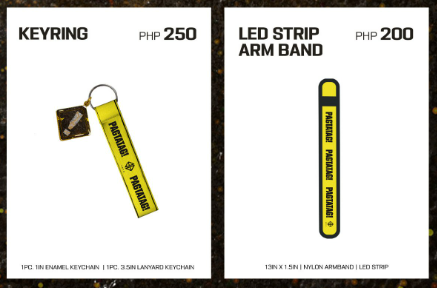 KEYRING
PHP 250
PAGTATAG!
PAGTATAG!
1PC. 1IN ENAMEL KEYCHAIN | 1PC. 3.5IN LANYARD KEYCHAIN
LED STRIP
ARM BAND
PHP 200
PAGTATAG!
PAGTATAG!
PAGTATAG!
13IN X 1.5IN | NYLON ARMBAND | LED STRIP